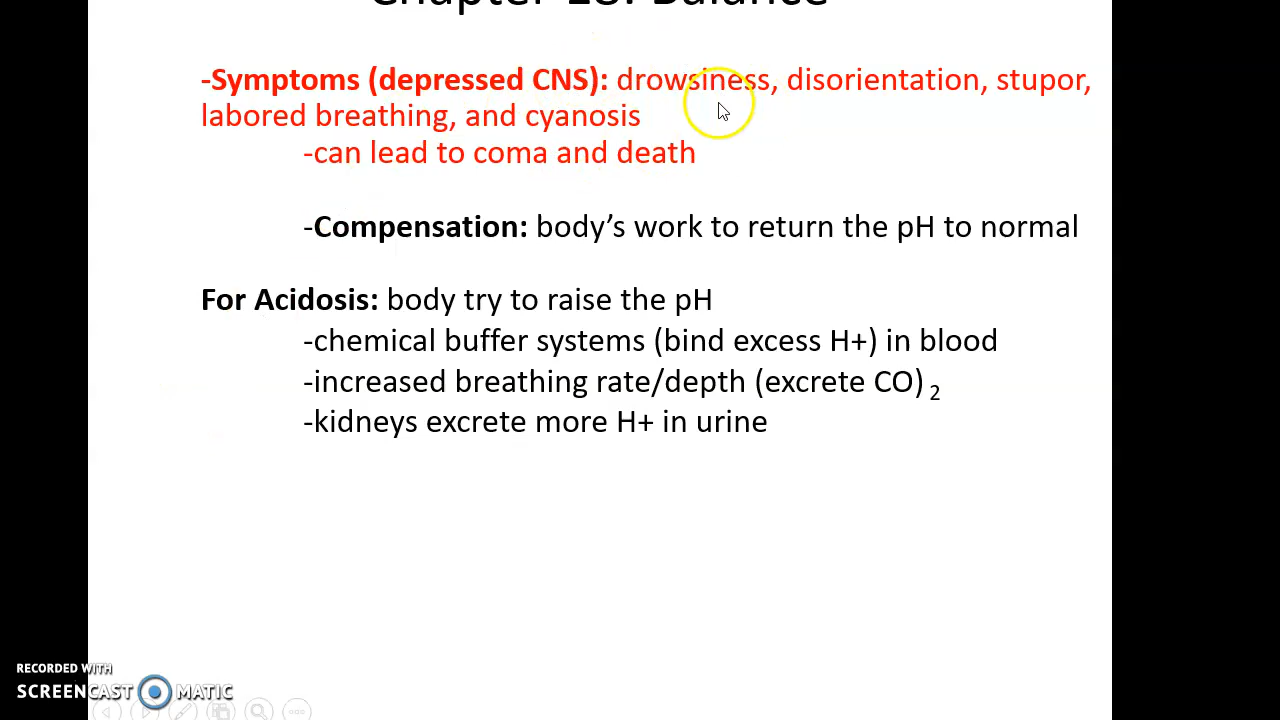 Chapter 18: Balance
-Symptoms (depressed CNS): drowsiness, disorientation, stupor,
labored breathing, and cyanosis
-can lead to coma and death
-Compensation: body’s work to return the pH to normal
For Acidosis: body try to raise the pH
-chemical buffer systems (bind excess H+) in blood
-increased breathing rate/depth (excrete CO) 2
-kidneys excrete more H+ in urine
RECORDED WITH
SCREENCAST MATIC